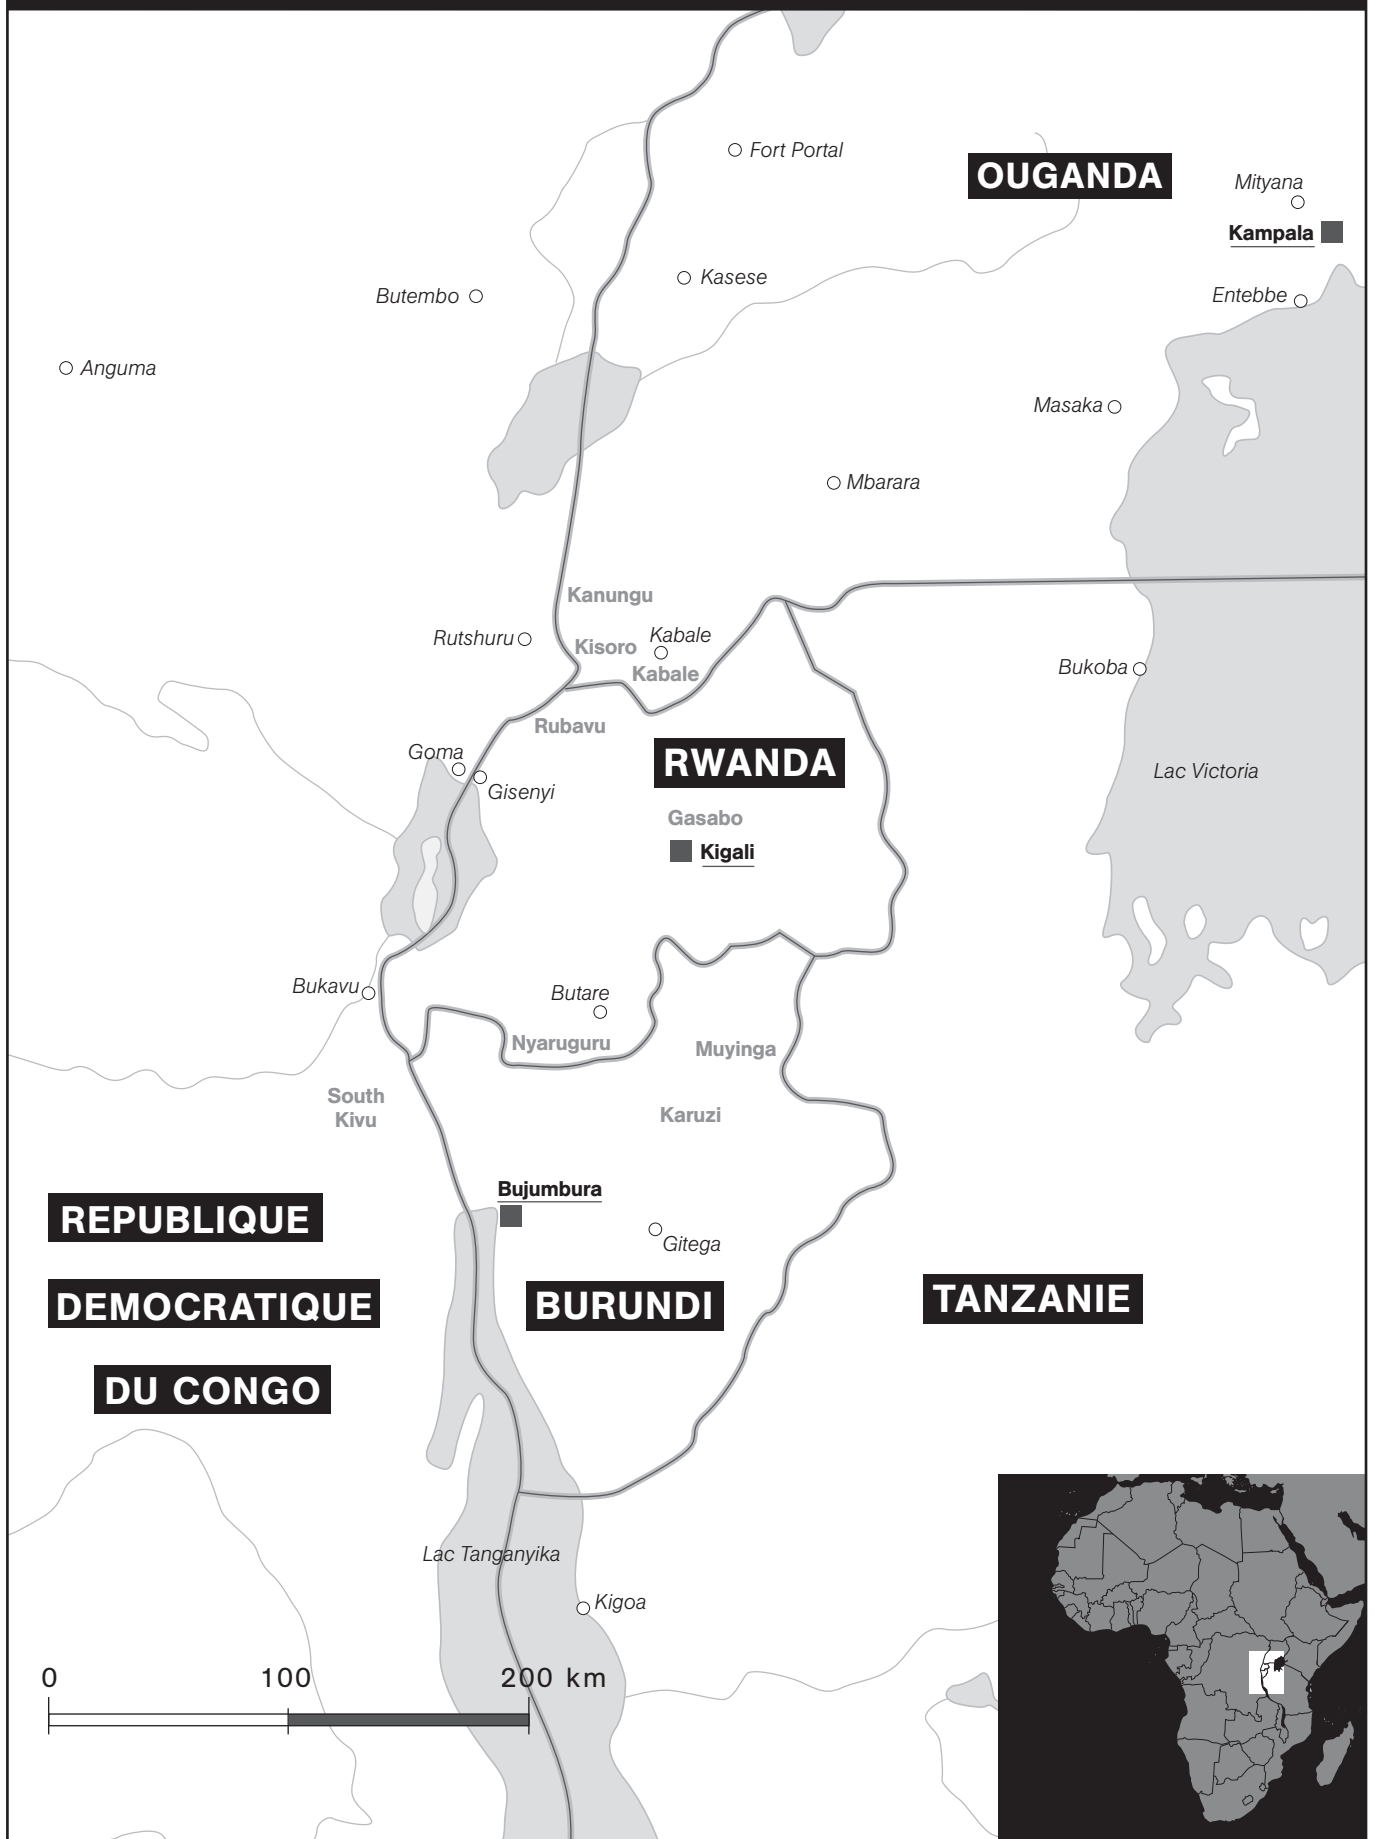 Fort Portal
OUGANDA
Mityana
Kampala
Kasese
Butembo
Entebbe
Anguma
Masaka
Mbarara
Kanungu
Rutshuru
Kisoro
Kabale
Kabale
Bukoba
Rubavu
Goma
RWANDA
Lac Victoria
Gisenyi
Gasabo
Kigali
Bukavu
Butare
Nyaruguru
Muyinga
South
Kivu
Karuzi
Bujumbura
REPUBLIQUE
DEMOCRATIQUE
DU CONGO
Gitega
BURUNDI
TANZANIE
Lac Tanganyika
Kigoa
0 100 200 km